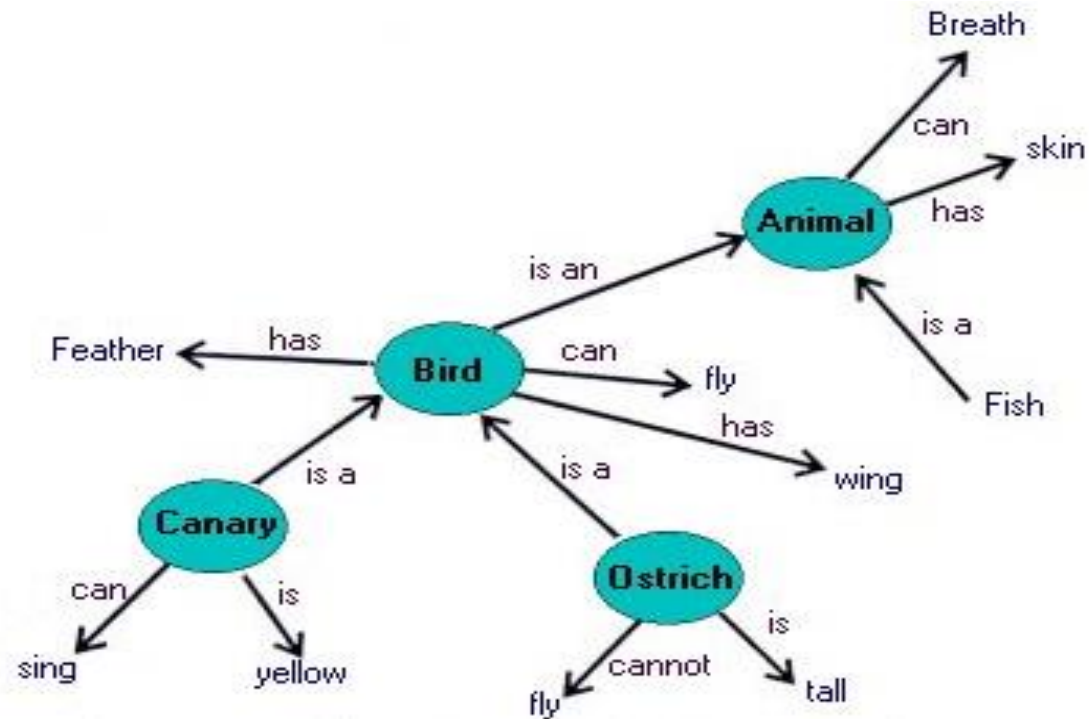 Breath
can
skin
Animal
has
is an
is a
Feather
has
Bird
can
fly
Fish
has
is a
is a
wing
Canary
Ostrich
can
is
is
sing
yellow
cannot
tall
fly